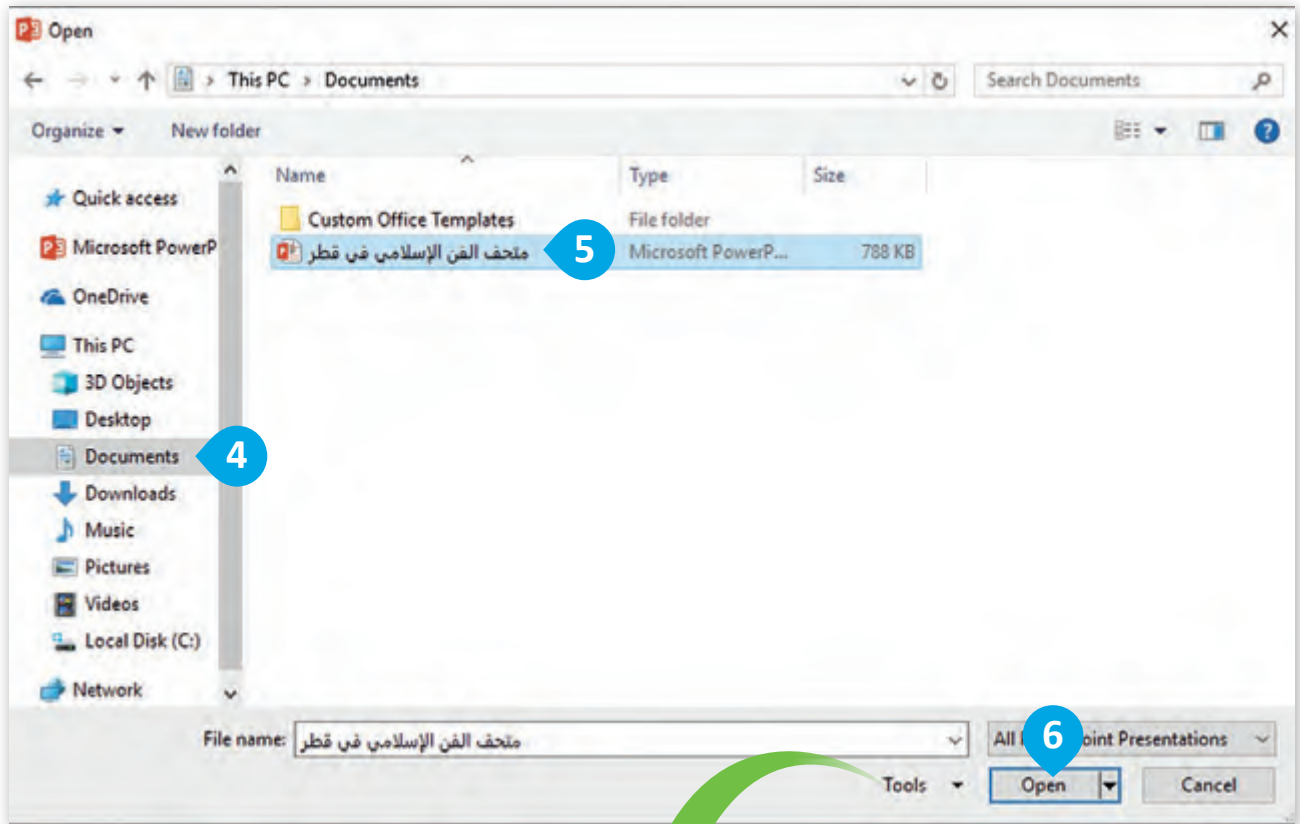 Open
This PC > Documents
Search Documents
Organize
New folder
Name
Type
Size
Quick access
Custom Office Templates
File folder
Microsoft PowerP
متحف الفن الإسلامي في قطر
5
Microsoft PowerP...
788 KB
OneDrive
This PC
3D Objects
Desktop
Documents
4
Downloads
Music
Pictures
Videos
Local Disk (C:)
Network
File name:
متحف الفن الإسلامي في قطر
All
6
oint Presentations
Tools
Open
Cancel